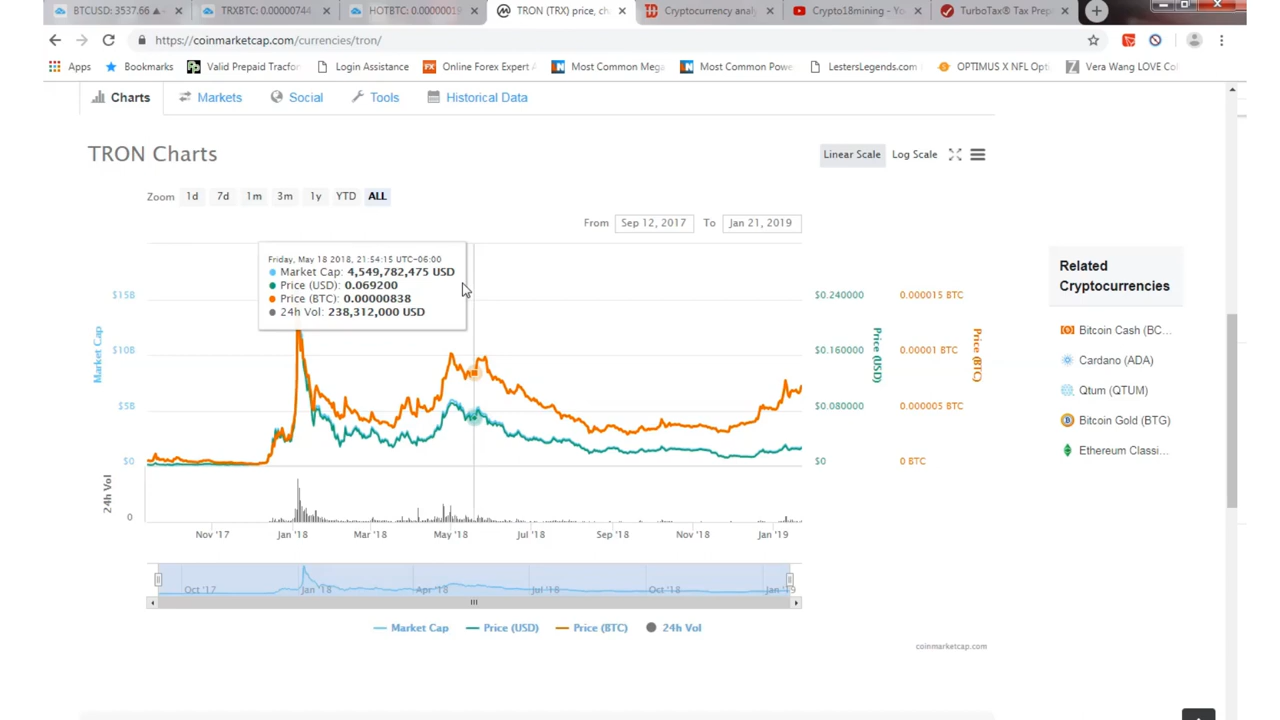 BTCUSD: 3537.66 ▲
TRXBTC: 0.00000744
HOTBTC: 0.00000019
TRON (TRX) price, ch
Cryptocurrency anal
Crypto18mining - Yo
TurboTax® Tax Prep
https://coinmarketcap.com/currencies/tron/
Apps
Bookmarks
Valid Prepaid Tracfor
Login Assistance
Online Forex Expert A
Most Common Mega
Most Common Powe
LestersLegends.com
OPTIMUS X NFL Opti
Vera Wang LOVE Col
Charts
Markets
Social
Tools
Historical Data
TRON Charts
Linear Scale
Log Scale
Zoom 1d 7d 1m 3m 1y YTD ALL
From Sep 12, 2017 To Jan 21, 2019
Friday, May 18 2018, 21:54:15 UTC-06:00
Market Cap: 4,549,782,475 USD
Price (USD): 0.069200
Price (BTC): 0.00000838
24h Vol: 238,312,000 USD
Related
Cryptocurrencies
Bitcoin Cash (BC...
Cardano (ADA)
Qtum (QTUM)
Bitcoin Gold (BTG)
Ethereum Classi...
$15B
$10B
$5B
$0
Market Cap
$0.240000
$0.160000
$0.080000
$0
Price (USD)
0.000015 BTC
0.00001 BTC
0.000005 BTC
0 BTC
Price (BTC)
24h Vol
0
Nov '17 Jan '18 Mar '18 May '18 Jul '18 Sep '18 Nov '18 Jan '19
Oct '17 Jan '18 Apr '18 Jul '18 Oct '18 Jan '19
Market Cap Price (USD) Price (BTC) 24h Vol
coinmarketcap.com